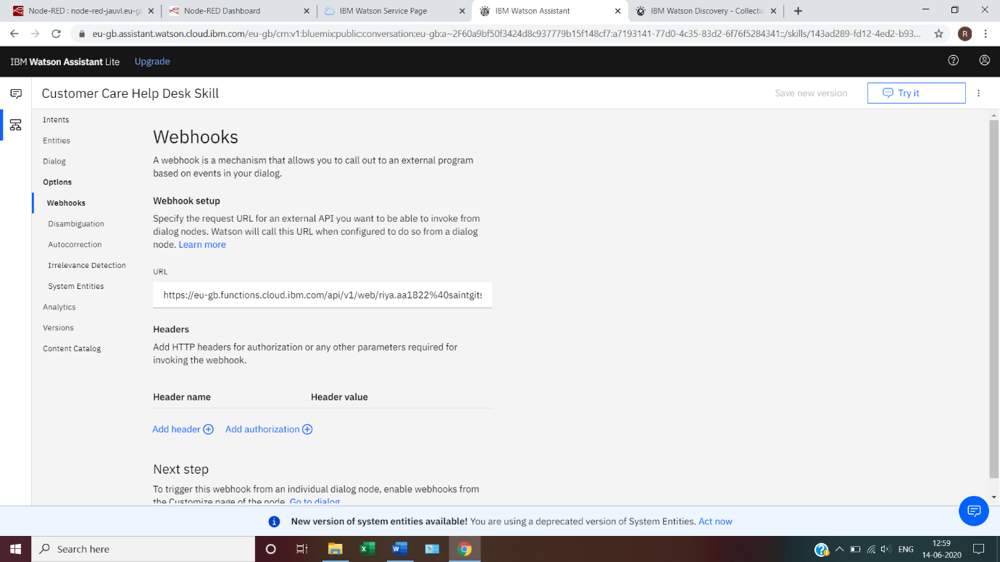 Node-RED : node-red-jauvl.eu-g
Node-RED Dashboard
IBM Watson Service Page
IBM Watson Assistant
IBM Watson Discovery - Collectio
eu-gb.assistant.watson.cloud.ibm.com/eu-gb/crn:v1:bluemix:public:conversation:eu-gb:a~2F60a9bf50f3424d8c937779b15f148cf7:a7193141-77d0-4c35-83d2-6f76f5284341::/skills/143ad289-fd12-4ed2-b93...
R
IBM Watson Assistant Lite
Upgrade
Customer Care Help Desk Skill
Save new version
Try it
Intents
Entities
Dialog
Options
Webhooks
Disambiguation
Autocorrection
Irrelevance Detection
System Entities
Analytics
Versions
Content Catalog
Webhooks
A webhook is a mechanism that allows you to call out to an external program
based on events in your dialog.
Webhook setup
Specify the request URL for an external API you want to be able to invoke from
dialog nodes. Watson will call this URL when configured to do so from a dialog
node. Learn more
URL
https://eu-gb.functions.cloud.ibm.com/api/v1/web/riya.aa1822%40saintgits
Headers
Add HTTP headers for authorization or any other parameters required for
invoking the webhook.
Header name Header value
Add header Add authorization
Next step
To trigger this webhook from an individual dialog node, enable webhooks from
the Customize page of the node. Go to dialog
New version of system entities available! You are using a deprecated version of System Entities. Act now
Search here
ENG
12:59
14-06-2020